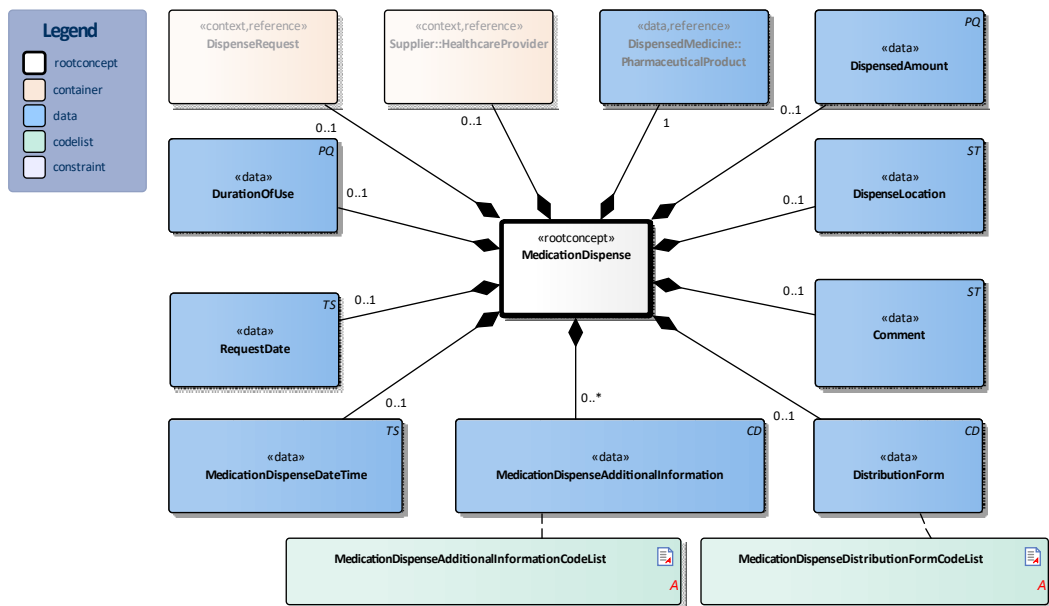 Legend
rootconcept
container
data
codelist
constraint
«context,reference»
DispenseRequest
0..1
«context,reference»
Supplier::HealthcareProvider
0..1
«data,reference»
DispensedMedicine::
PharmaceuticalProduct
1
PQ
«data»
DispensedAmount
0..1
PQ
«data»
DurationOfUse
0..1
ST
«data»
DispenseLocation
0..1
«rootconcept»
MedicationDispense
TS
«data»
RequestDate
0..1
ST
«data»
Comment
0..1
TS
«data»
MedicationDispenseDateTime
0..1
CD
«data»
MedicationDispenseAdditionalInformation
0..*
CD
«data»
DistributionForm
0..1
MedicationDispenseAdditionalInformationCodeList
A
MedicationDispenseDistributionFormCodeList
A